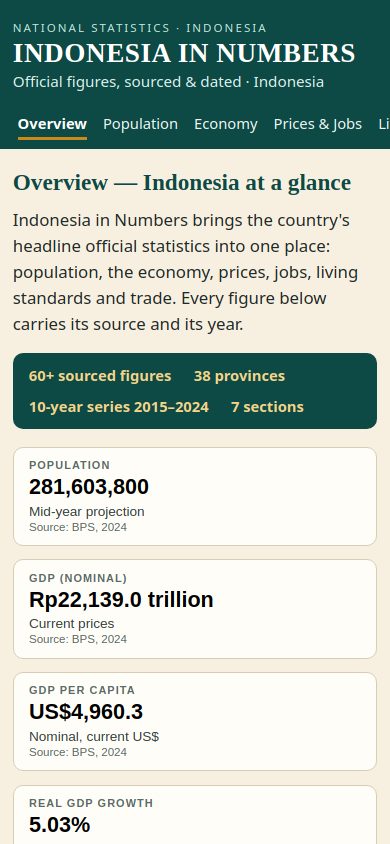 NATIONAL STATISTICS · INDONESIA
INDONESIA IN NUMBERS
Official figures, sourced & dated · Indonesia
Overview Population Economy Prices & Jobs Li
Overview — Indonesia at a glance
Indonesia in Numbers brings the country's
headline official statistics into one place:
population, the economy, prices, jobs, living
standards and trade. Every figure below
carries its source and its year.
60+ sourced figures 38 provinces
10-year series 2015–2024 7 sections
POPULATION
281,603,800
Mid-year projection
Source: BPS, 2024
GDP (NOMINAL)
Rp22,139.0 trillion
Current prices
Source: BPS, 2024
GDP PER CAPITA
US$4,960.3
Nominal, current US$
Source: BPS, 2024
REAL GDP GROWTH
5.03%